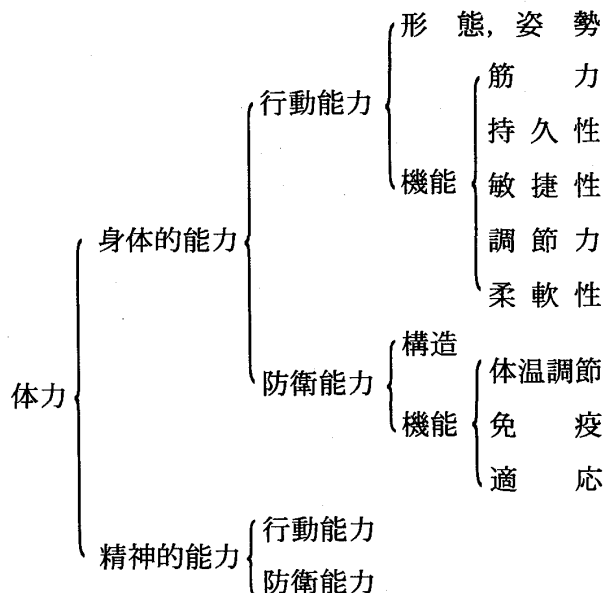 形態，姿勢
筋力
行動能力
持久性
機能
敏捷性
身体的能力
調節力
柔軟性
構造
防衛能力
体温調節
体力
機能
免疫
適応
行動能力
精神的能力
防衛能力